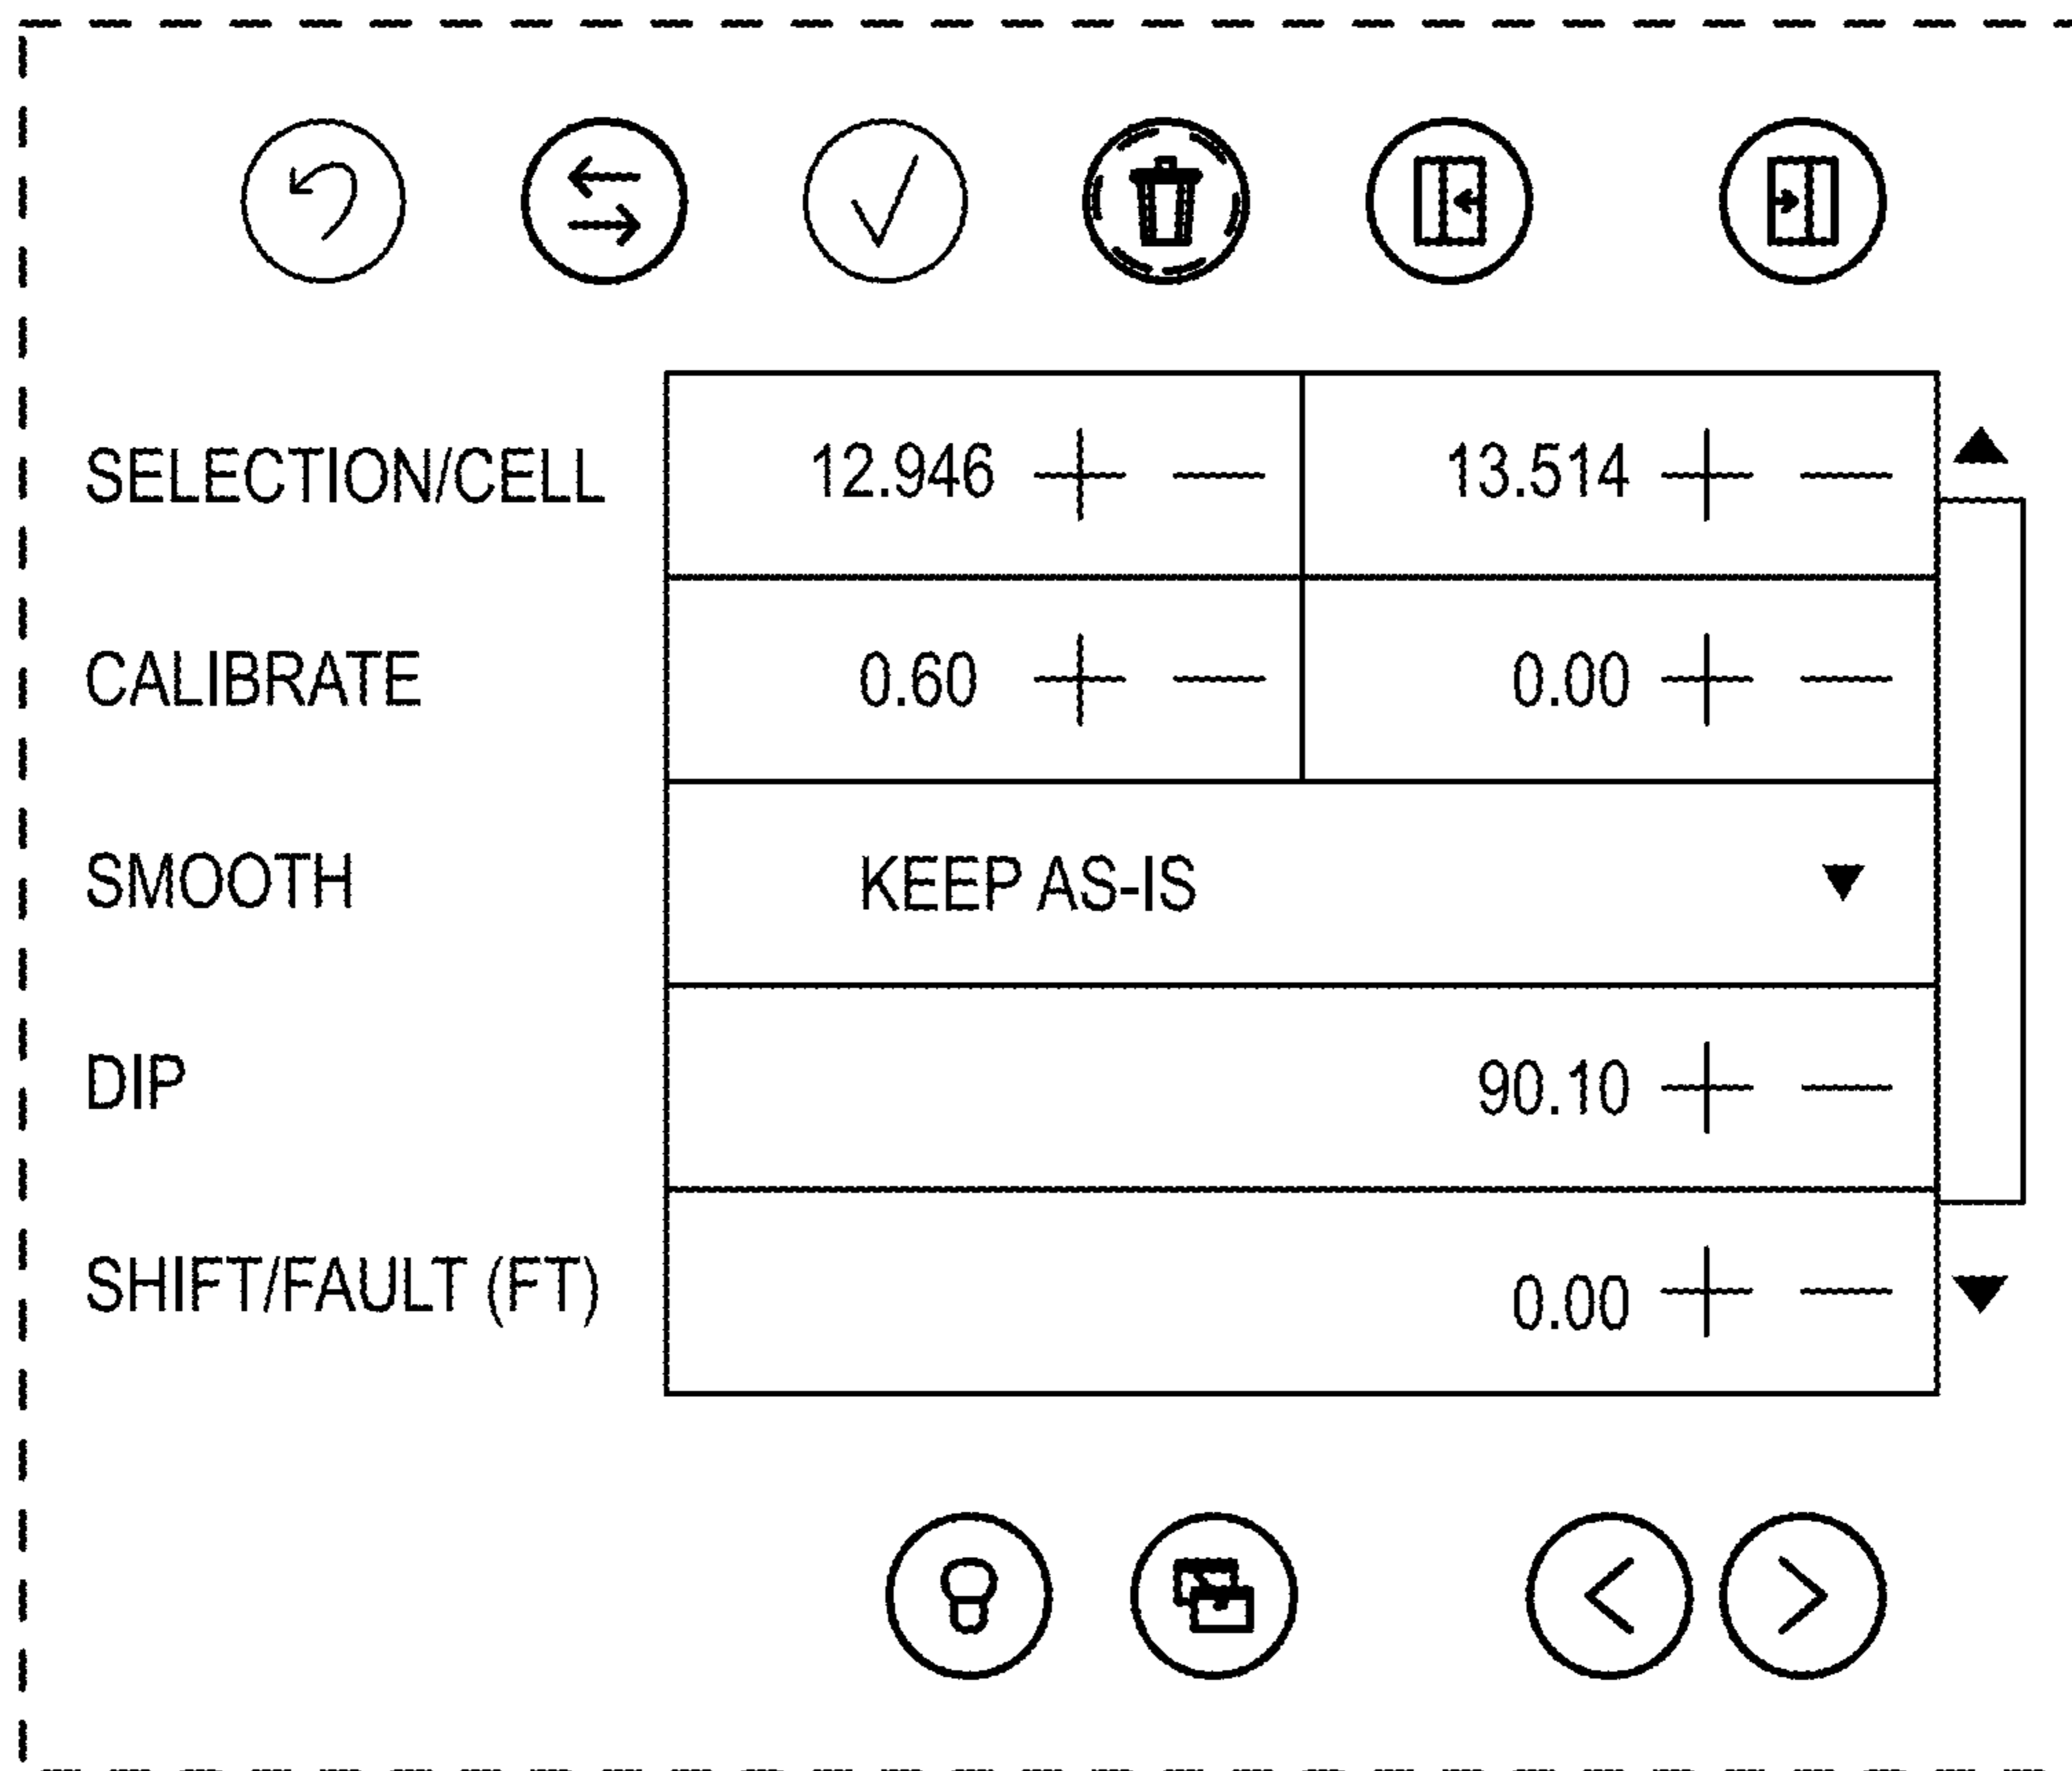 SELECTION/CELL 12.946 + — 13.514 + —
CALIBRATE 0.60 + — 0.00 + —
SMOOTH KEEP AS-IS
DIP 90.10 + —
SHIFT/FAULT (FT) 0.00 + —